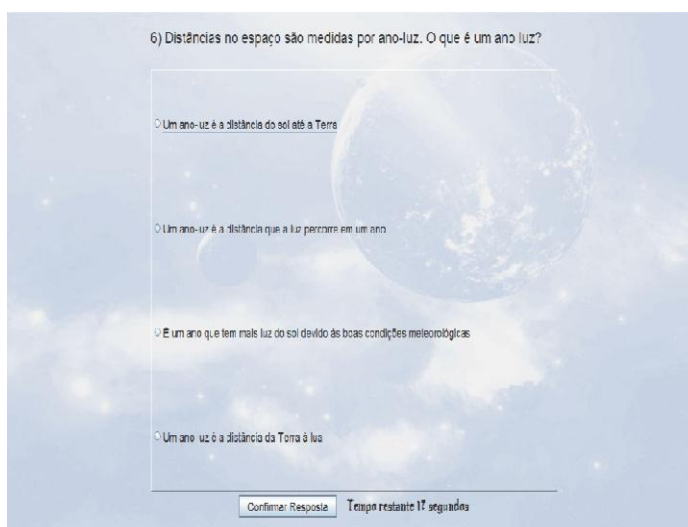 6) Distâncias no espaço são medidas por ano-luz. O que é um ano luz?
Um ano-luz é a distância do sol até a Terra
Um ano-luz é a distância que a luz percorre em um ano
É um ano que tem mais luz do sol devido às boas condições meteorológicas
Um ano luz é a distância da Terra à lua
Confirmar Resposta Tempo restante 17 segundos